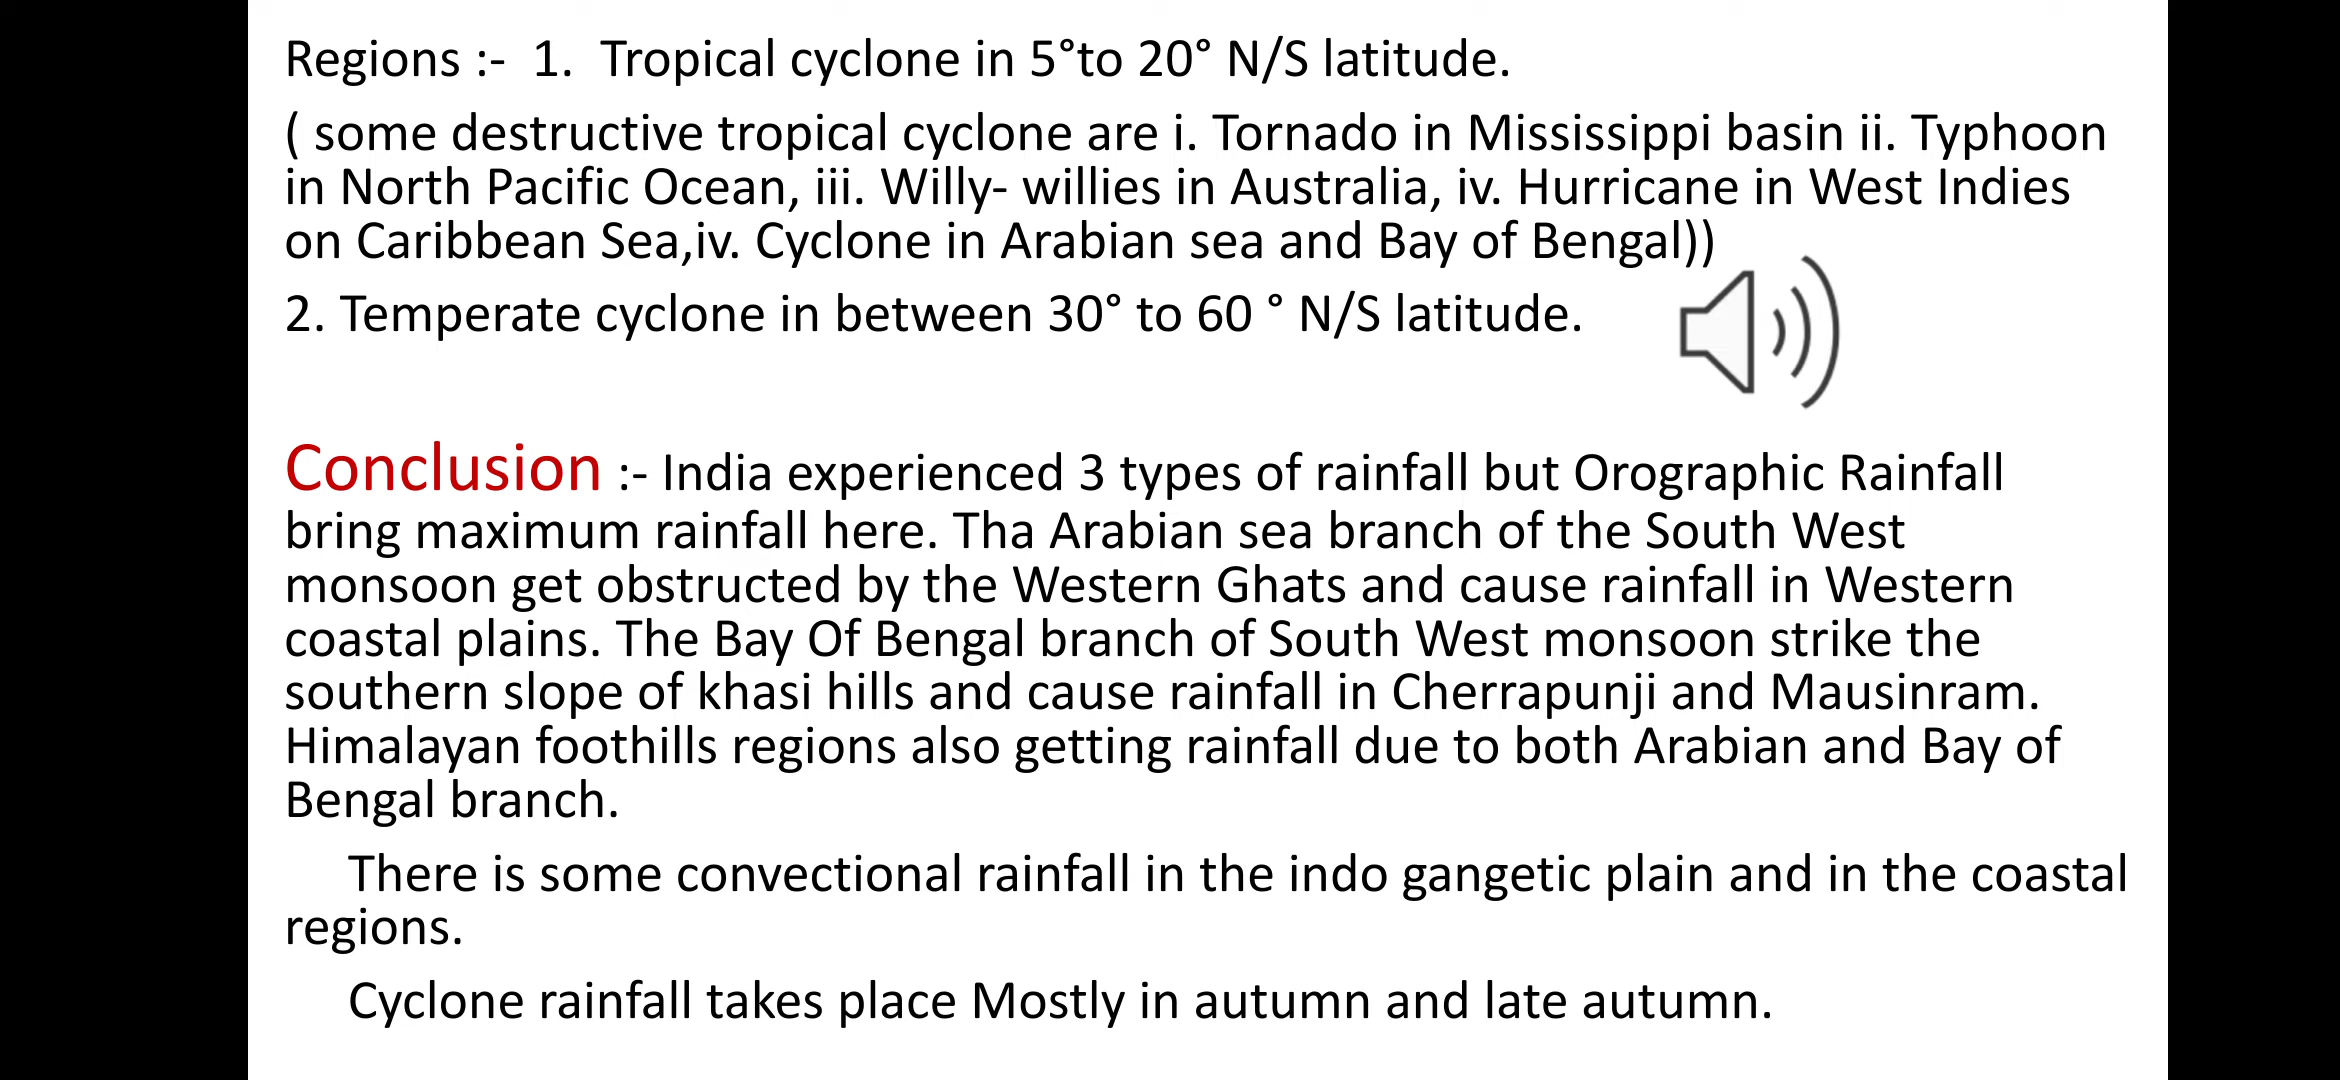 Regions :-  1.  Tropical cyclone in 5°to 20° N/S latitude.
( some destructive tropical cyclone are i. Tornado in Mississippi basin ii. Typhoon
in North Pacific Ocean, iii. Willy- willies in Australia, iv. Hurricane in West Indies
on Caribbean Sea,iv. Cyclone in Arabian sea and Bay of Bengal))
2. Temperate cyclone in between 30° to 60 ° N/S latitude.
Conclusion :- India experienced 3 types of rainfall but Orographic Rainfall
bring maximum rainfall here. Tha Arabian sea branch of the South West
monsoon get obstructed by the Western Ghats and cause rainfall in Western
coastal plains. The Bay Of Bengal branch of South West monsoon strike the
southern slope of khasi hills and cause rainfall in Cherrapunji and Mausinram.
Himalayan foothills regions also getting rainfall due to both Arabian and Bay of
Bengal branch.
There is some convectional rainfall in the indo gangetic plain and in the coastal
regions.
Cyclone rainfall takes place Mostly in autumn and late autumn.